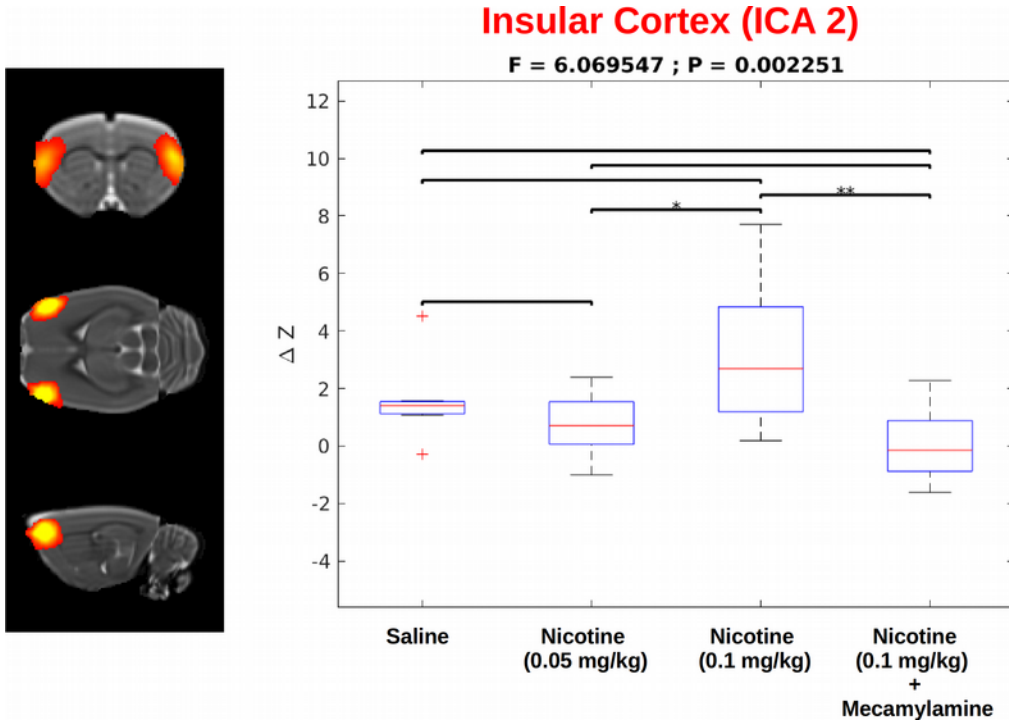 Insular Cortex (ICA 2)
F = 6.069547 ; P = 0.002251
12
10
8
6
4
2
0
-2
-4
Δ Z
*
**
+
+
Saline
Nicotine
(0.05 mg/kg)
Nicotine
(0.1 mg/kg)
Nicotine
(0.1 mg/kg)
+
Mecamylamine